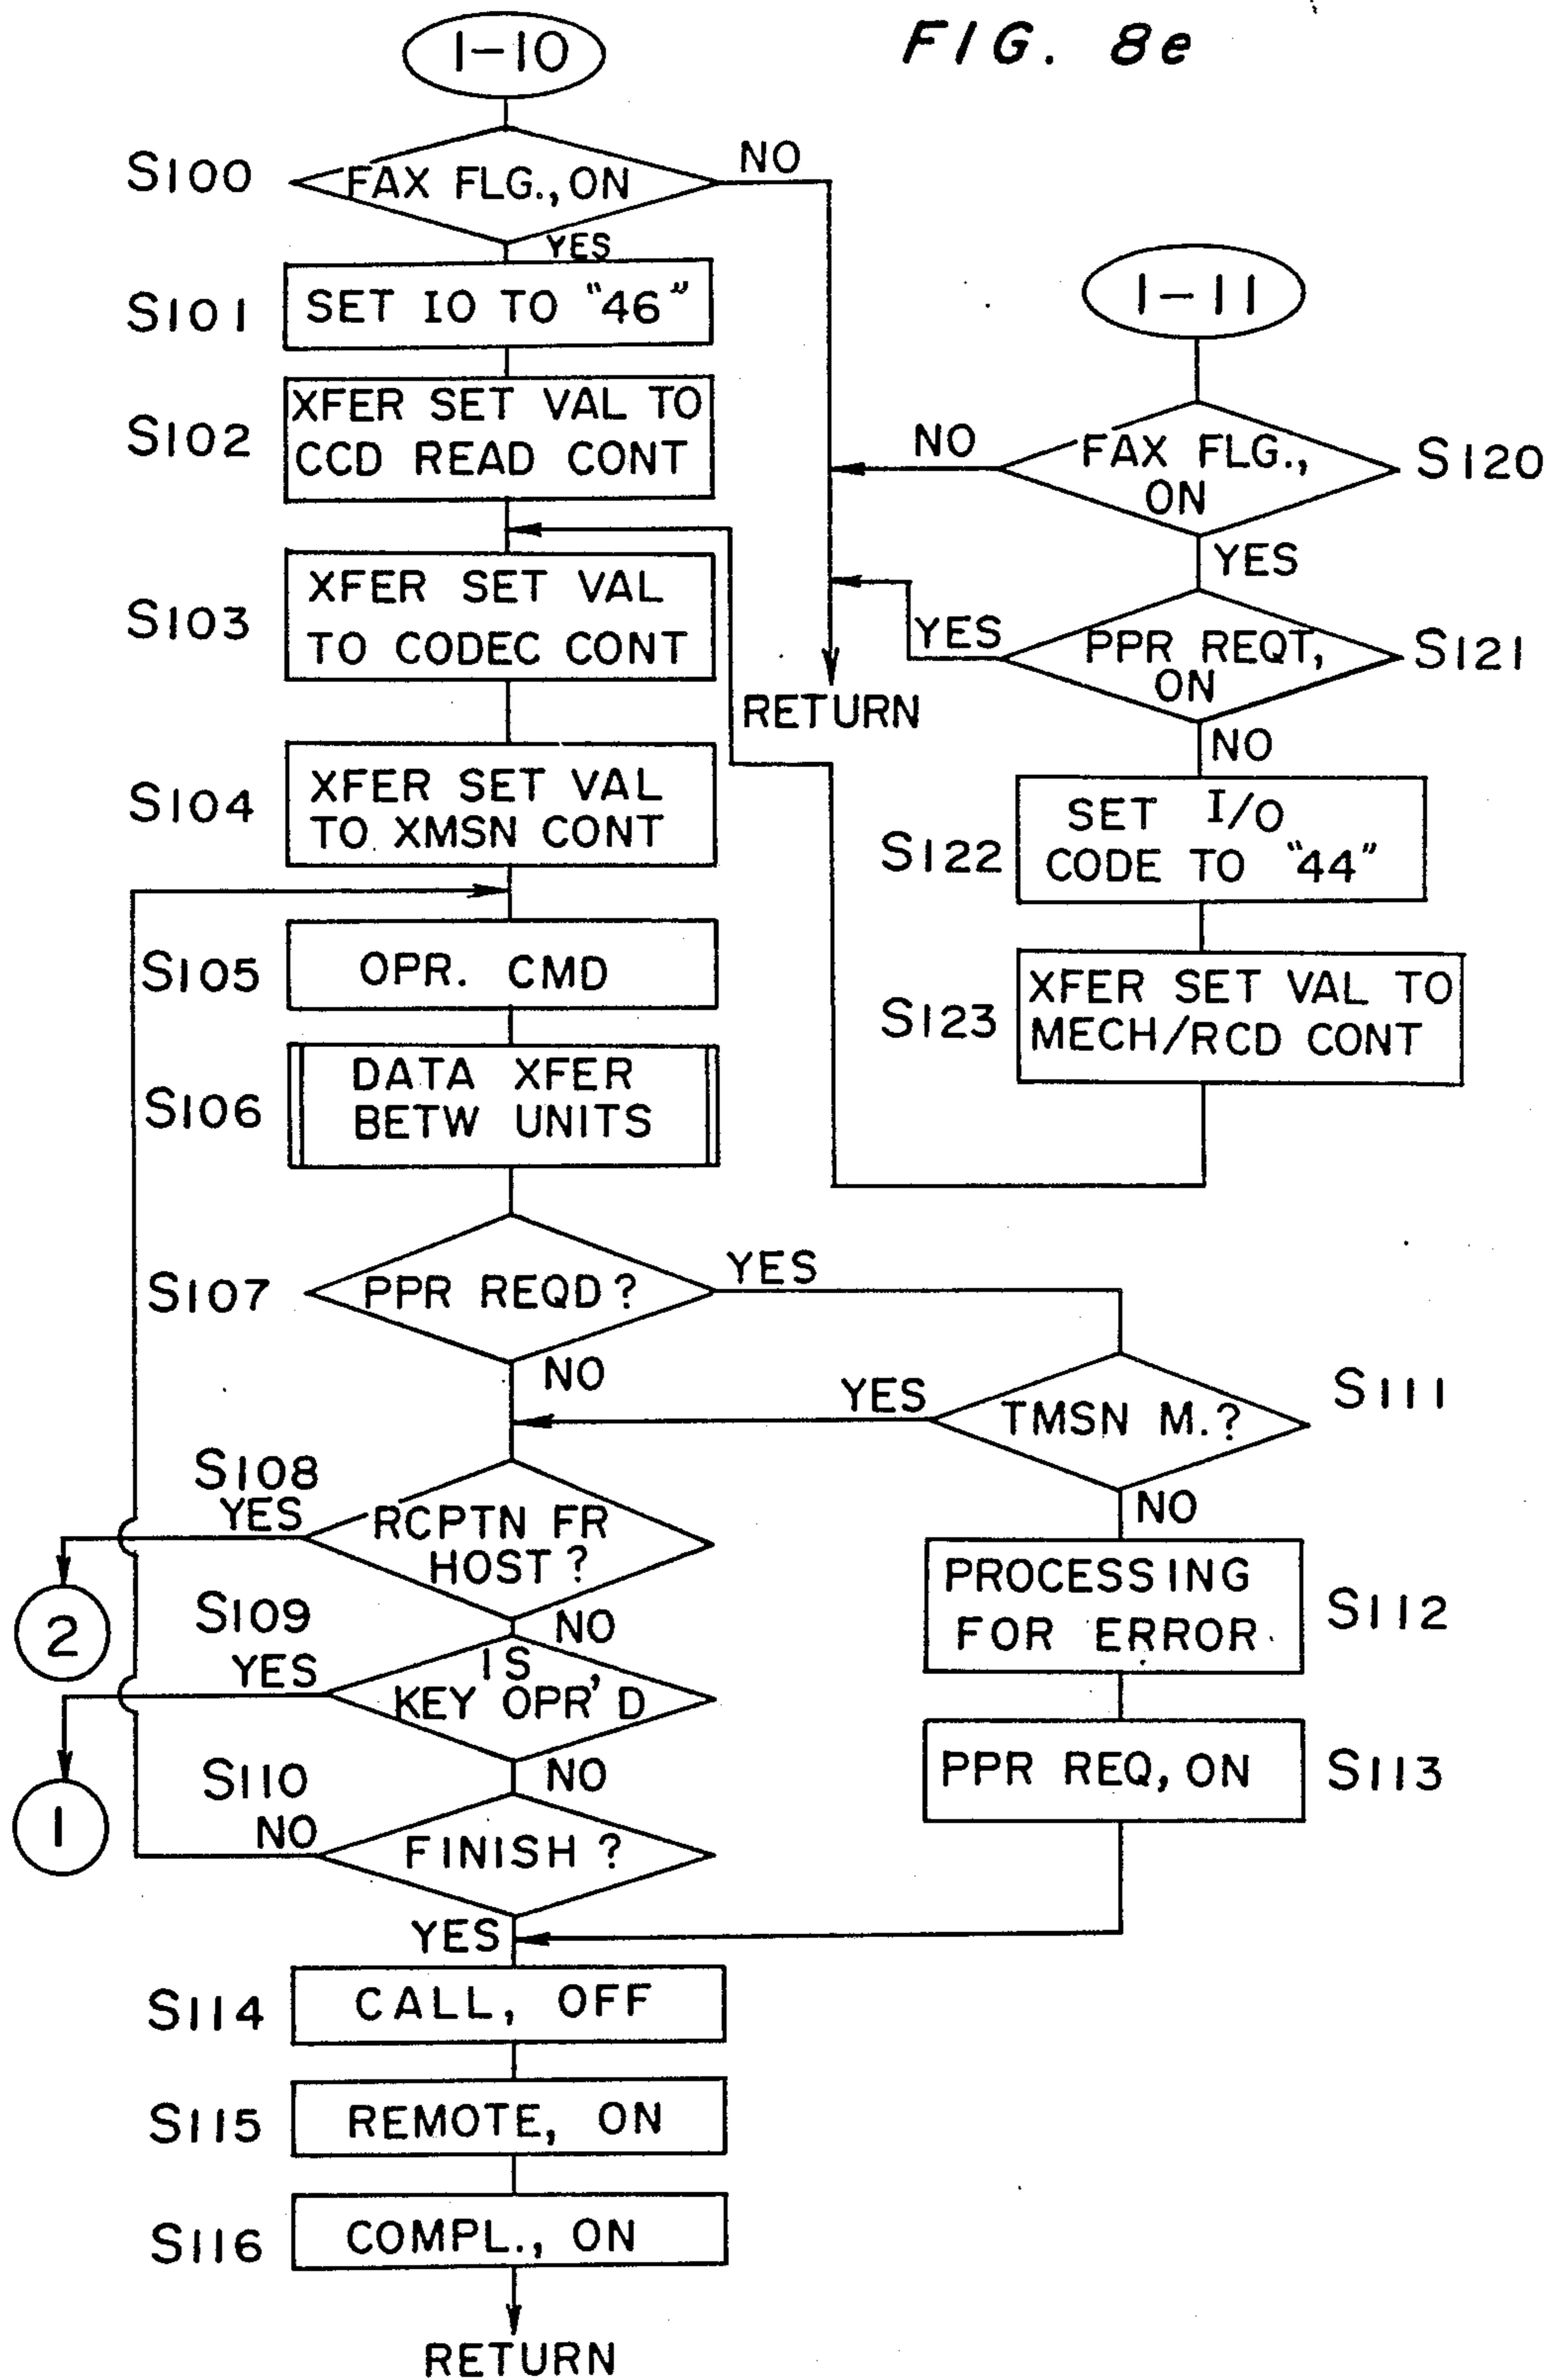 FIG. 8e
1-10
S100
FAX FLG., ON
NO
YES
S101
SET IO TO "46"
S102
XFER SET VAL TO
CCD READ CONT
S103
XFER SET VAL
TO CODEC CONT
S104
XFER SET VAL
TO XMSN CONT
S105
OPR. CMD
S106
DATA XFER
BETW UNITS
S107
PPR REQD?
YES
NO
S108
YES
RCPTN FR
HOST?
2
NO
S109
YES
IS
KEY OPR'D
1
NO
S110
NO
FINISH?
YES
S114
CALL, OFF
S115
REMOTE, ON
S116
COMPL., ON
RETURN
1-11
NO
FAX FLG.,
ON
S120
YES
YES
PPR REQT,
ON
S121
RETURN
NO
S122
SET I/O
CODE TO "44"
S123
XFER SET VAL TO
MECH/RCD CONT
YES
TMSN M.?
S111
NO
PROCESSING
FOR ERROR
S112
PPR REQ, ON
S113